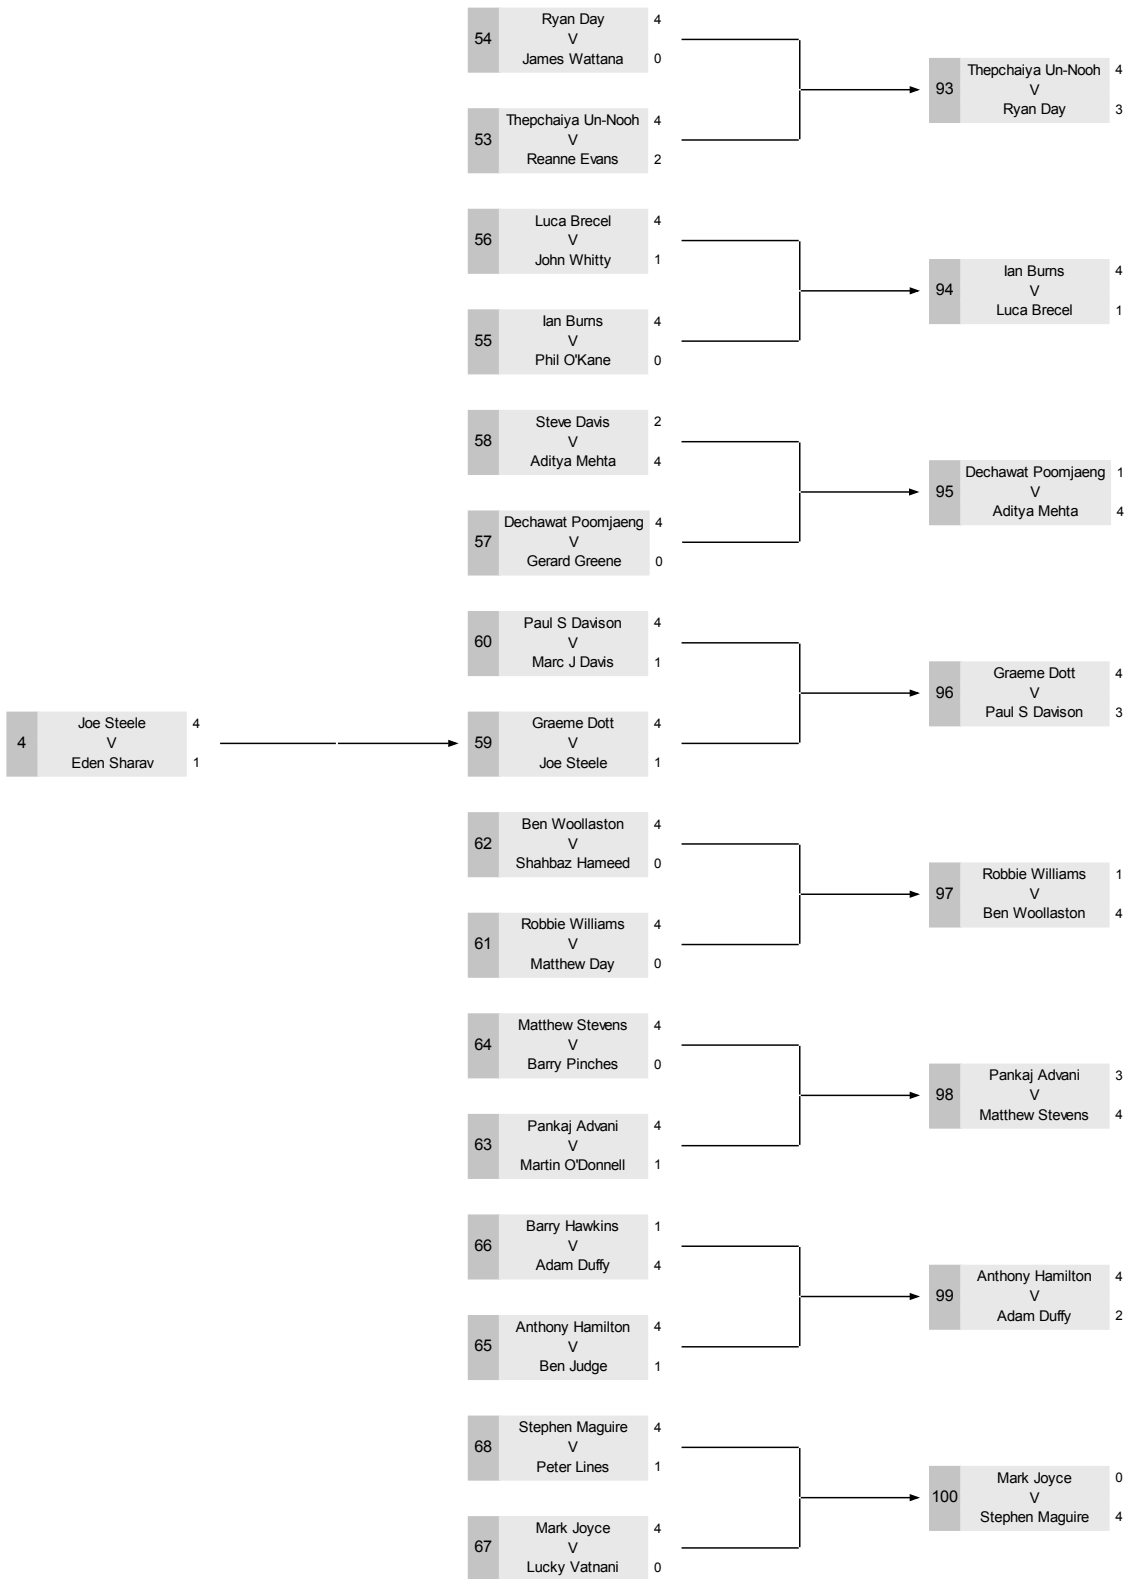 54
Ryan Day 4
V
James Wattana 0
53
Thepchaiya Un-Nooh 4
V
Reanne Evans 2
93
Thepchaiya Un-Nooh 4
V
Ryan Day 3
56
Luca Brecel 4
V
John Whitty 1
55
Ian Burns 4
V
Phil O'Kane 0
94
Ian Burns 4
V
Luca Brecel 1
58
Steve Davis 2
V
Aditya Mehta 4
57
Dechawat Poomjaeng 4
V
Gerard Greene 0
95
Dechawat Poomjaeng 1
V
Aditya Mehta 4
60
Paul S Davison 4
V
Marc J Davis 1
4
Joe Steele 4
V
Eden Sharav 1
59
Graeme Dott 4
V
Joe Steele 1
96
Graeme Dott 4
V
Paul S Davison 3
62
Ben Woollaston 4
V
Shahbaz Hameed 0
61
Robbie Williams 4
V
Matthew Day 0
97
Robbie Williams 1
V
Ben Woollaston 4
64
Matthew Stevens 4
V
Barry Pinches 0
63
Pankaj Advani 4
V
Martin O'Donnell 1
98
Pankaj Advani 3
V
Matthew Stevens 4
66
Barry Hawkins 1
V
Adam Duffy 4
65
Anthony Hamilton 4
V
Ben Judge 1
99
Anthony Hamilton 4
V
Adam Duffy 2
68
Stephen Maguire 4
V
Peter Lines 1
67
Mark Joyce 4
V
Lucky Vatnani 0
100
Mark Joyce 0
V
Stephen Maguire 4